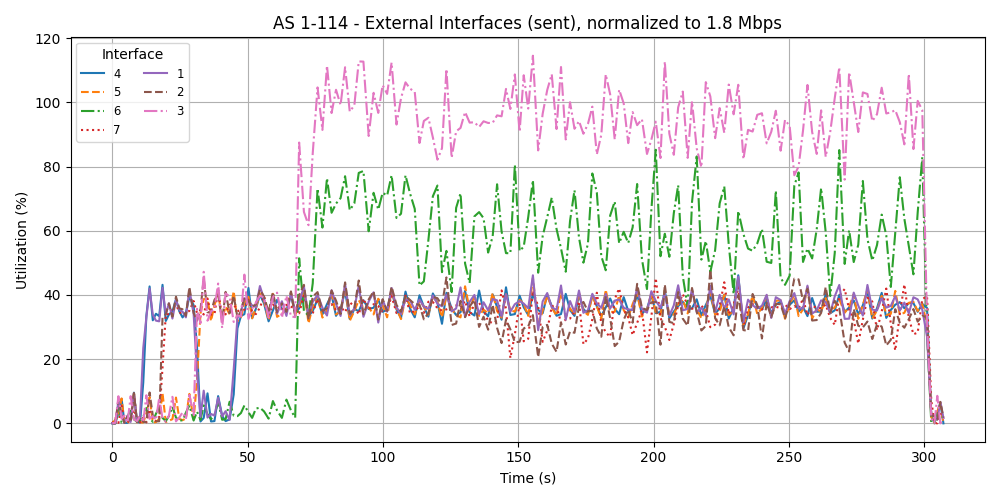 AS 1-114 - External Interfaces (sent), normalized to 1.8 Mbps
Interface
4 1
5 2
6 3
7
Utilization (%)
120
100
80
60
40
20
0
0 50 100 150 200 250 300
Time (s)